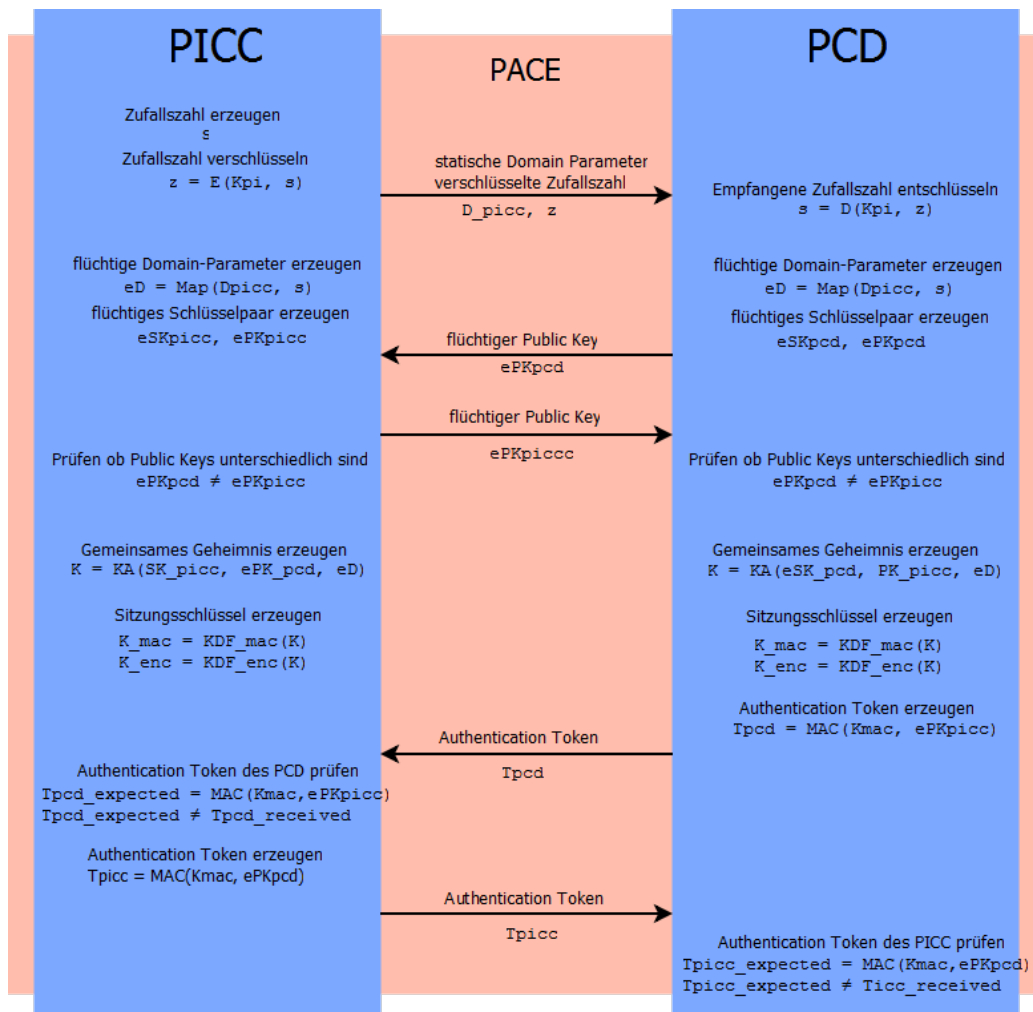 PICC
PACE
PCD
Zufallszahl erzeugen
s
Zufallszahl verschlüsseln
z = E(Kpi, s)
statische Domain Parameter
verschlüsselte Zufallszahl
D_picc, z
Empfangene Zufallszahl entschlüsseln
s = D(Kpi, z)
flüchtige Domain-Parameter erzeugen
eD = Map(Dpicc, s)
flüchtiges Schlüsselpaar erzeugen
eSKpicc, ePKpicc
flüchtige Domain-Parameter erzeugen
eD = Map(Dpicc, s)
flüchtiges Schlüsselpaar erzeugen
eSKpcd, ePKpcd
flüchtiger Public Key
ePKpcd
flüchtiger Public Key
ePKpiccc
Prüfen ob Public Keys unterschiedlich sind
ePKpcd ≠ ePKpicc
Prüfen ob Public Keys unterschiedlich sind
ePKpcd ≠ ePKpicc
Gemeinsames Geheimnis erzeugen
K = KA(SK_picc, ePK_pcd, eD)
Gemeinsames Geheimnis erzeugen
K = KA(eSK_pcd, PK_picc, eD)
Sitzungsschlüssel erzeugen
K_mac = KDF_mac(K)
K_enc = KDF_enc(K)
Sitzungsschlüssel erzeugen
K_mac = KDF_mac(K)
K_enc = KDF_enc(K)
Authentication Token erzeugen
Tpcd = MAC(Kmac, ePKpicc)
Authentication Token
Tpcd
Authentication Token des PCD prüfen
Tpcd_expected = MAC(Kmac,ePKpicc)
Tpcd_expected ≠ Tpcd_received
Authentication Token erzeugen
Tpicc = MAC(Kmac, ePKpcd)
Authentication Token
Tpicc
Authentication Token des PICC prüfen
Tpicc_expected = MAC(Kmac,ePKpcd)
Tpicc_expected ≠ Ticc_received